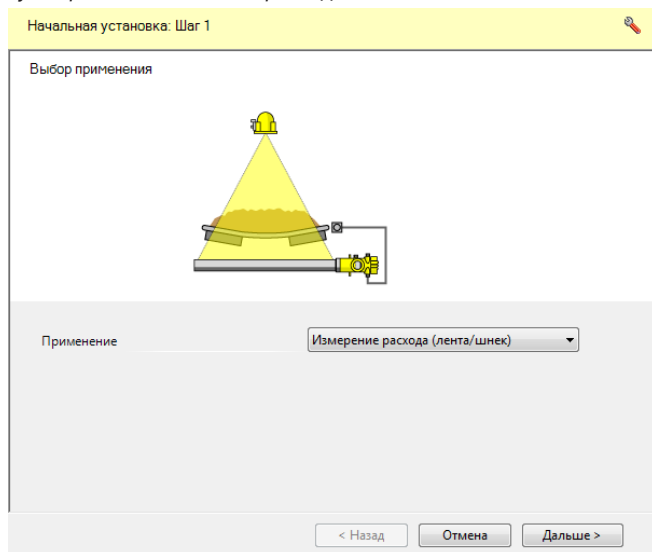 Начальная установка: Шаг 1
Выбор применения
Применение
Измерение расхода (лента/шнек)
< Назад
Отмена
Дальше >